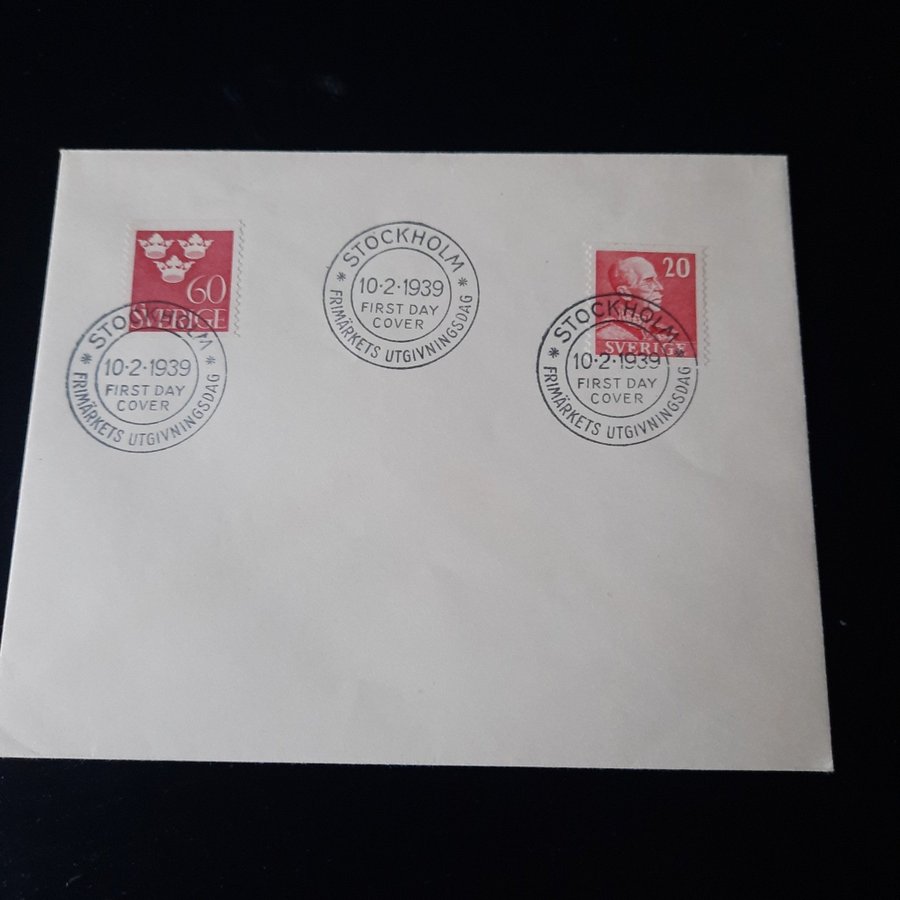 60
SVERIGE
STOCKHOLM
10·2·1939
FIRST DAY
COVER
* FRIMÄRKETS UTGIVNINGSDAG *
STOCKHOLM
10·2·1939
FIRST DAY
COVER
* FRIMÄRKETS UTGIVNINGSDAG *
20
SVERIGE
STOCKHOLM
10·2·1939
FIRST DAY
COVER
* FRIMÄRKETS UTGIVNINGSDAG *